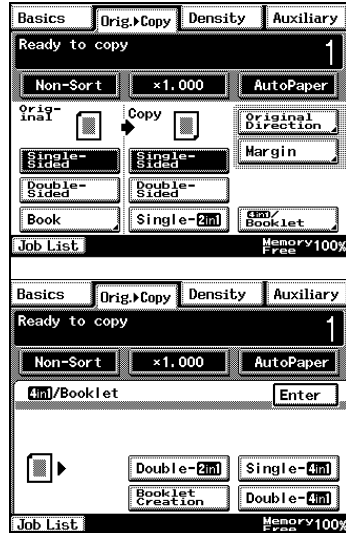 Basics Orig.▸Copy Density Auxiliary
Ready to copy 1
Non-Sort ×1.000 AutoPaper
Orig-
inal Copy Original
Direction
Single-
Sided Single-
Sided Margin
Double-
Sided Double-
Sided
Book Single-2in1 4in1/
Booklet
Job List Memory
Free 100%
Basics Orig.▸Copy Density Auxiliary
Ready to copy 1
Non-Sort ×1.000 AutoPaper
4in1/Booklet Enter
Double-2in1 Single-4in1
Booklet
Creation Double-4in1
Job List Memory
Free 100%